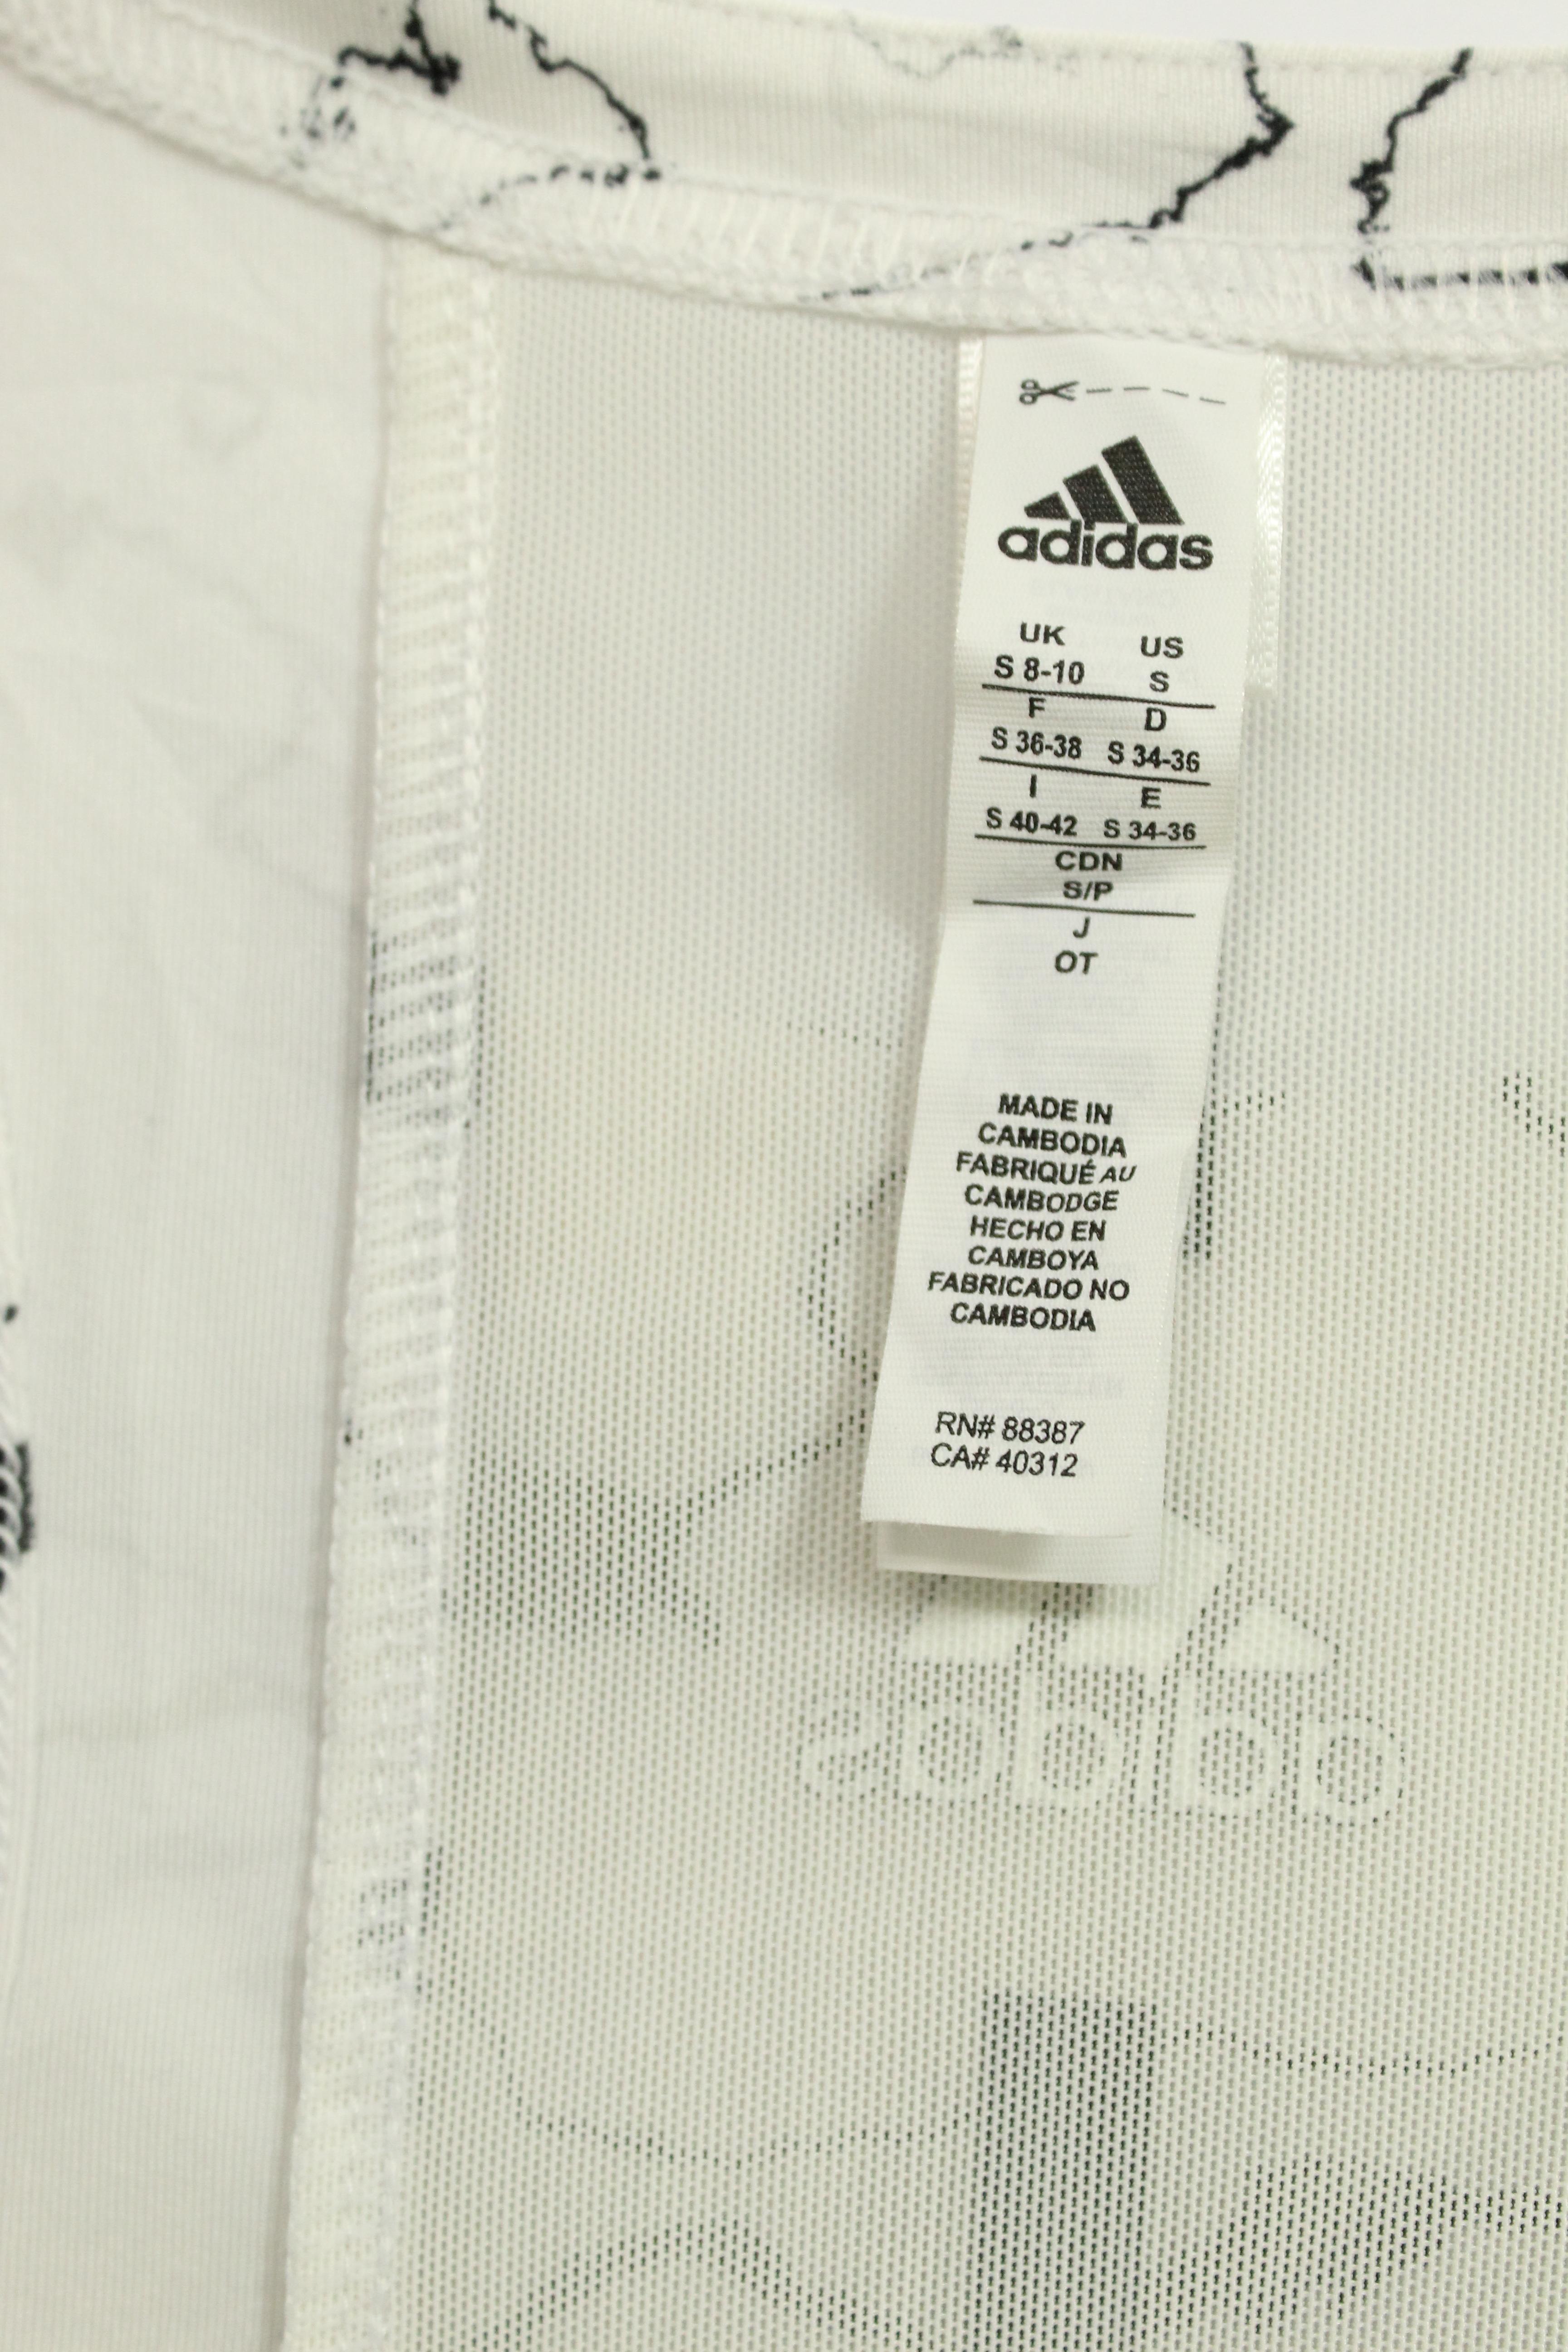 adidas
UK US
S 8-10 S
F D
S 36-38 S 34-36
I E
S 40-42 S 34-36
CDN
S/P
J
OT
MADE IN
CAMBODIA
FABRIQUÉ AU
CAMBODGE
HECHO EN
CAMBOYA
FABRICADO NO
CAMBODIA
RN# 88387
CA# 40312
adidas